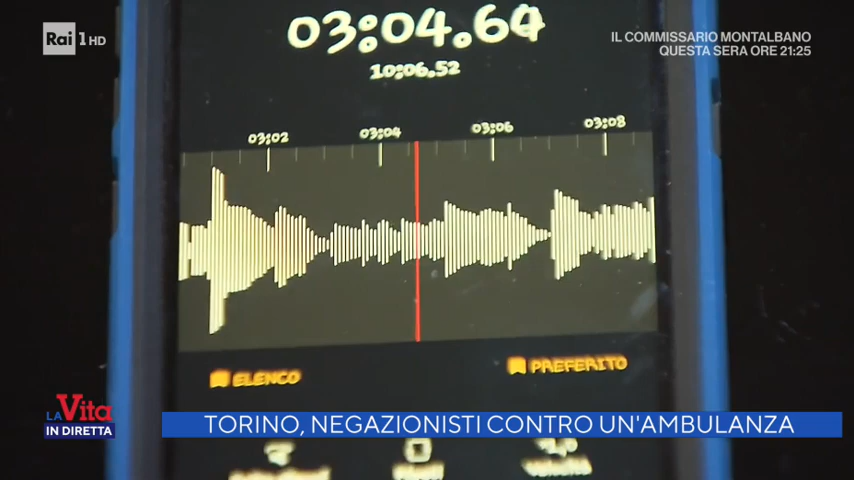 03:04.64
Rai 1 HD
IL COMMISSARIO MONTALBANO
QUESTA SERA ORE 21:25
10:06.52
03:02
03:04
03:06
03:08
ELENCO
PREFERITO
LA Vita
IN DIRETTA
TORINO, NEGAZIONISTI CONTRO UN'AMBULANZA
Velocità